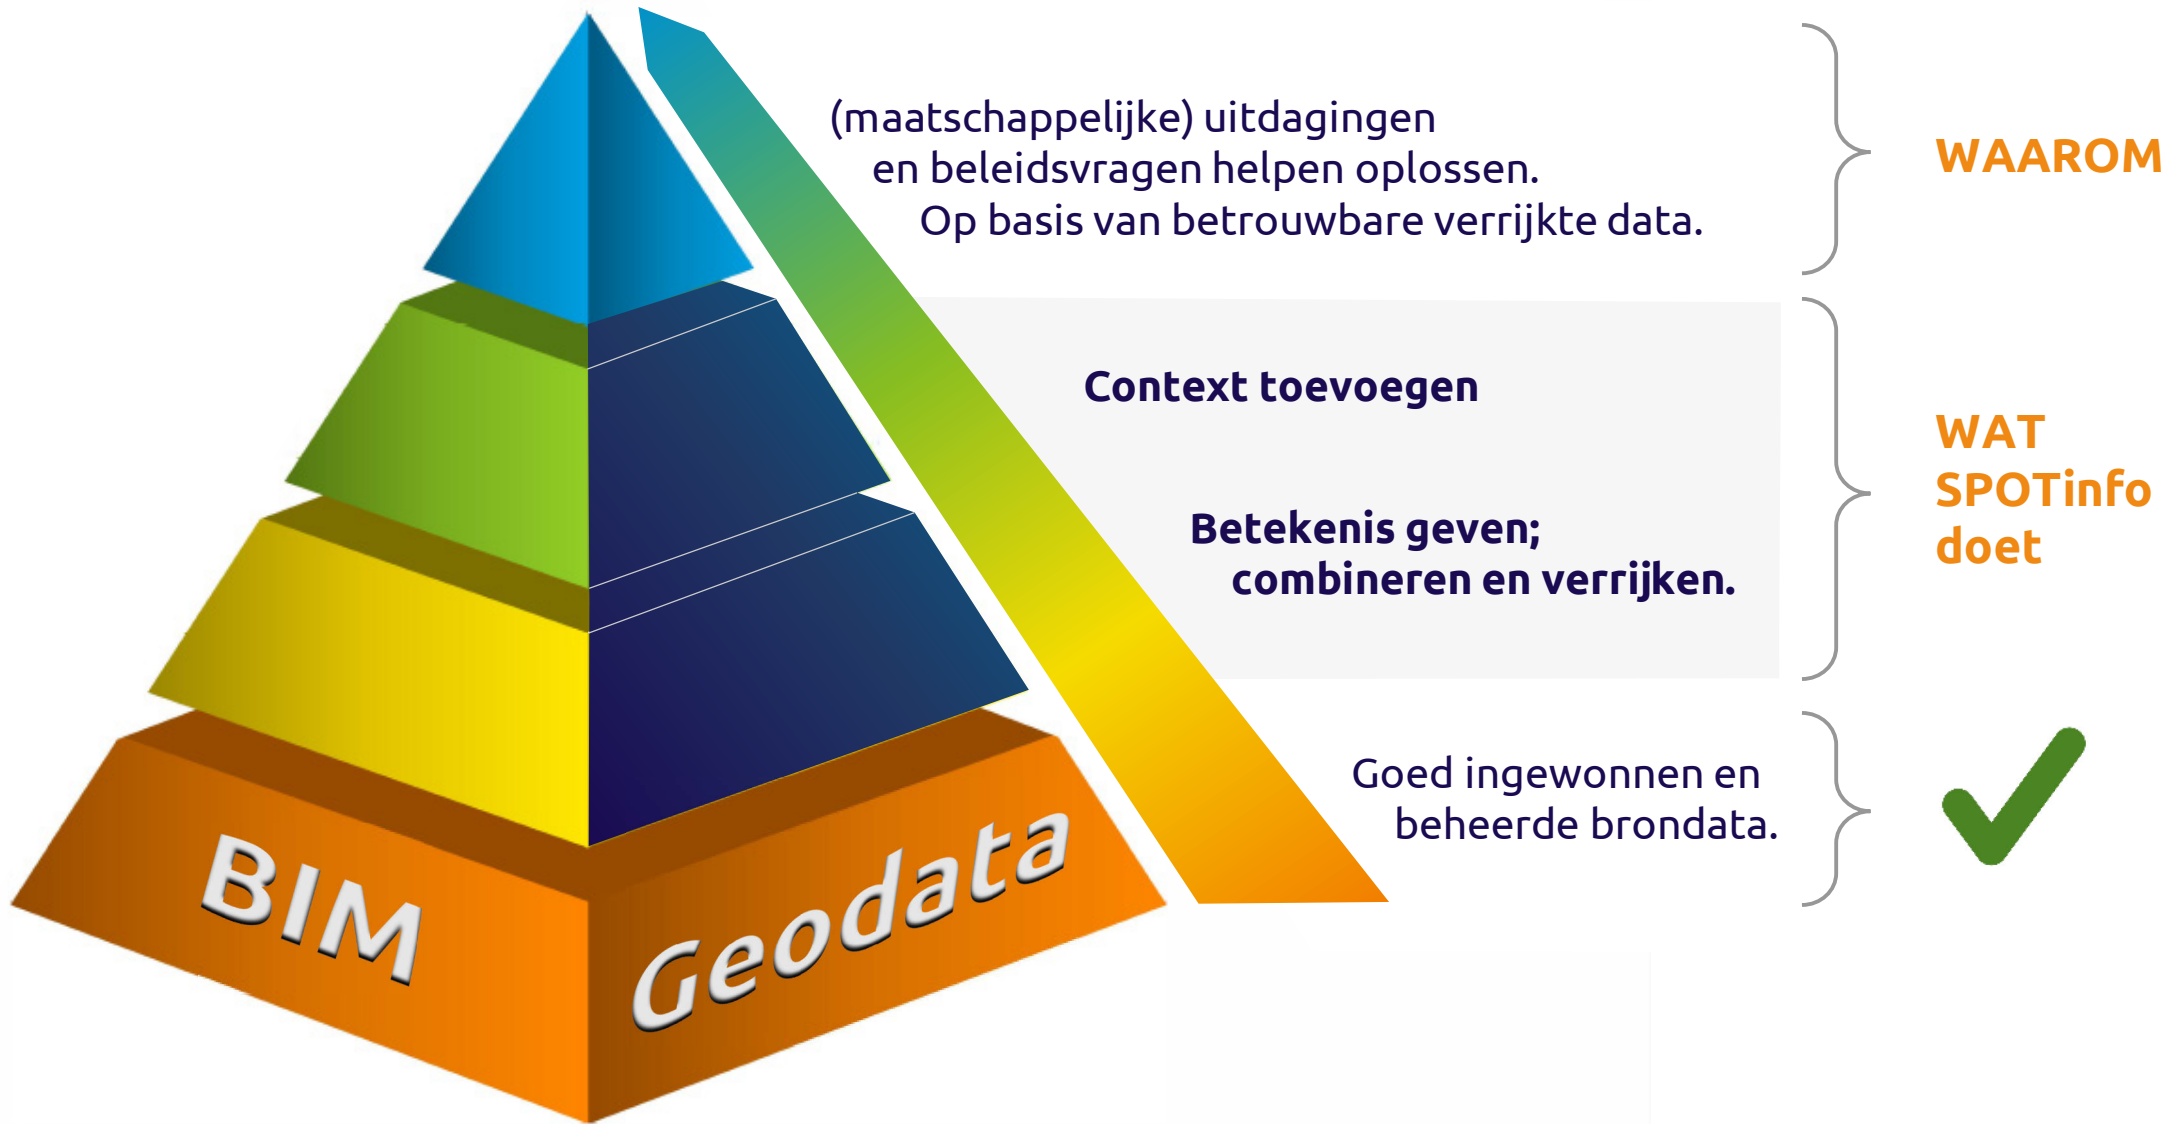 (maatschappelijke) uitdagingen
en beleidsvragen helpen oplossen.
Op basis van betrouwbare verrijkte data.
WAAROM
Context toevoegen
Betekenis geven;
combineren en verrijken.
WAT
SPOTinfo
doet
Goed ingewonnen en
beheerde brondata.
BIM
Geodata